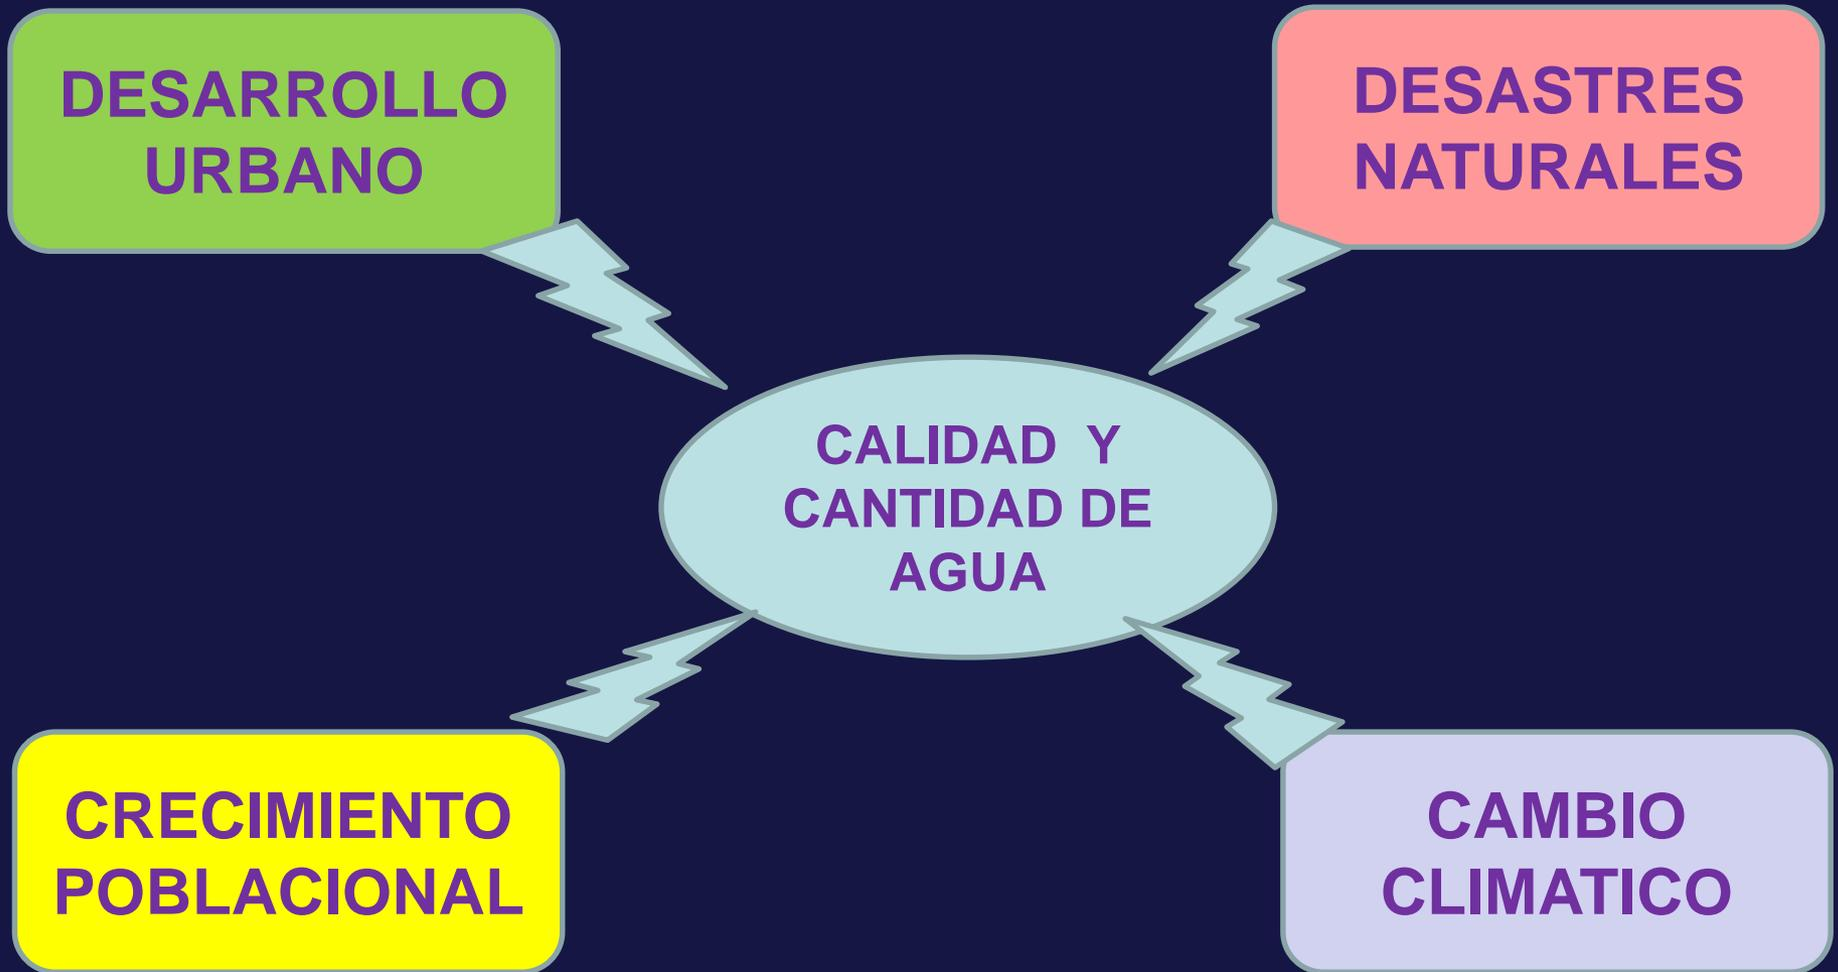 DESARROLLO
URBANO
DESASTRES
NATURALES
CALIDAD Y
CANTIDAD DE
AGUA
CRECIMIENTO
POBLACIONAL
CAMBIO
CLIMATICO